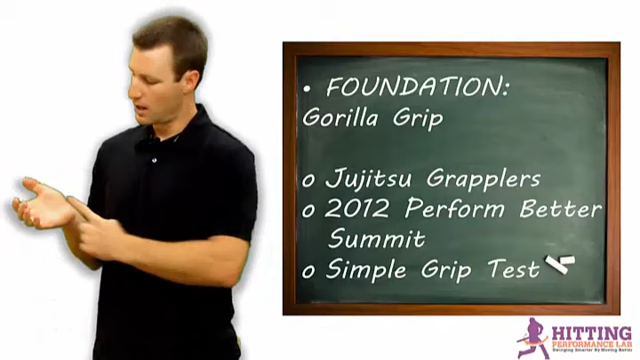 • FOUNDATION:
Gorilla Grip
o Jujitsu Grapplers
o 2012 Perform Better
Summit
o Simple Grip Test
HITTING
PERFORMANCE LAB
Swinging Smarter By Moving Better